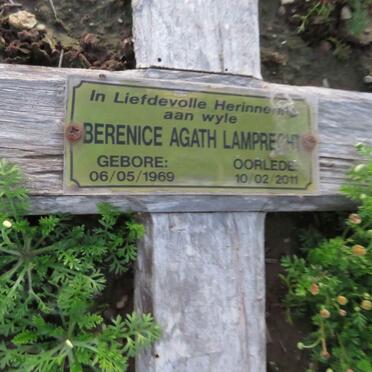 In Liefdevolle Herinnering
aan wyle
BERENICE AGATH LAMPRECHT
GEBORE: OORLEDE:
06/05/1969 10/02/2011